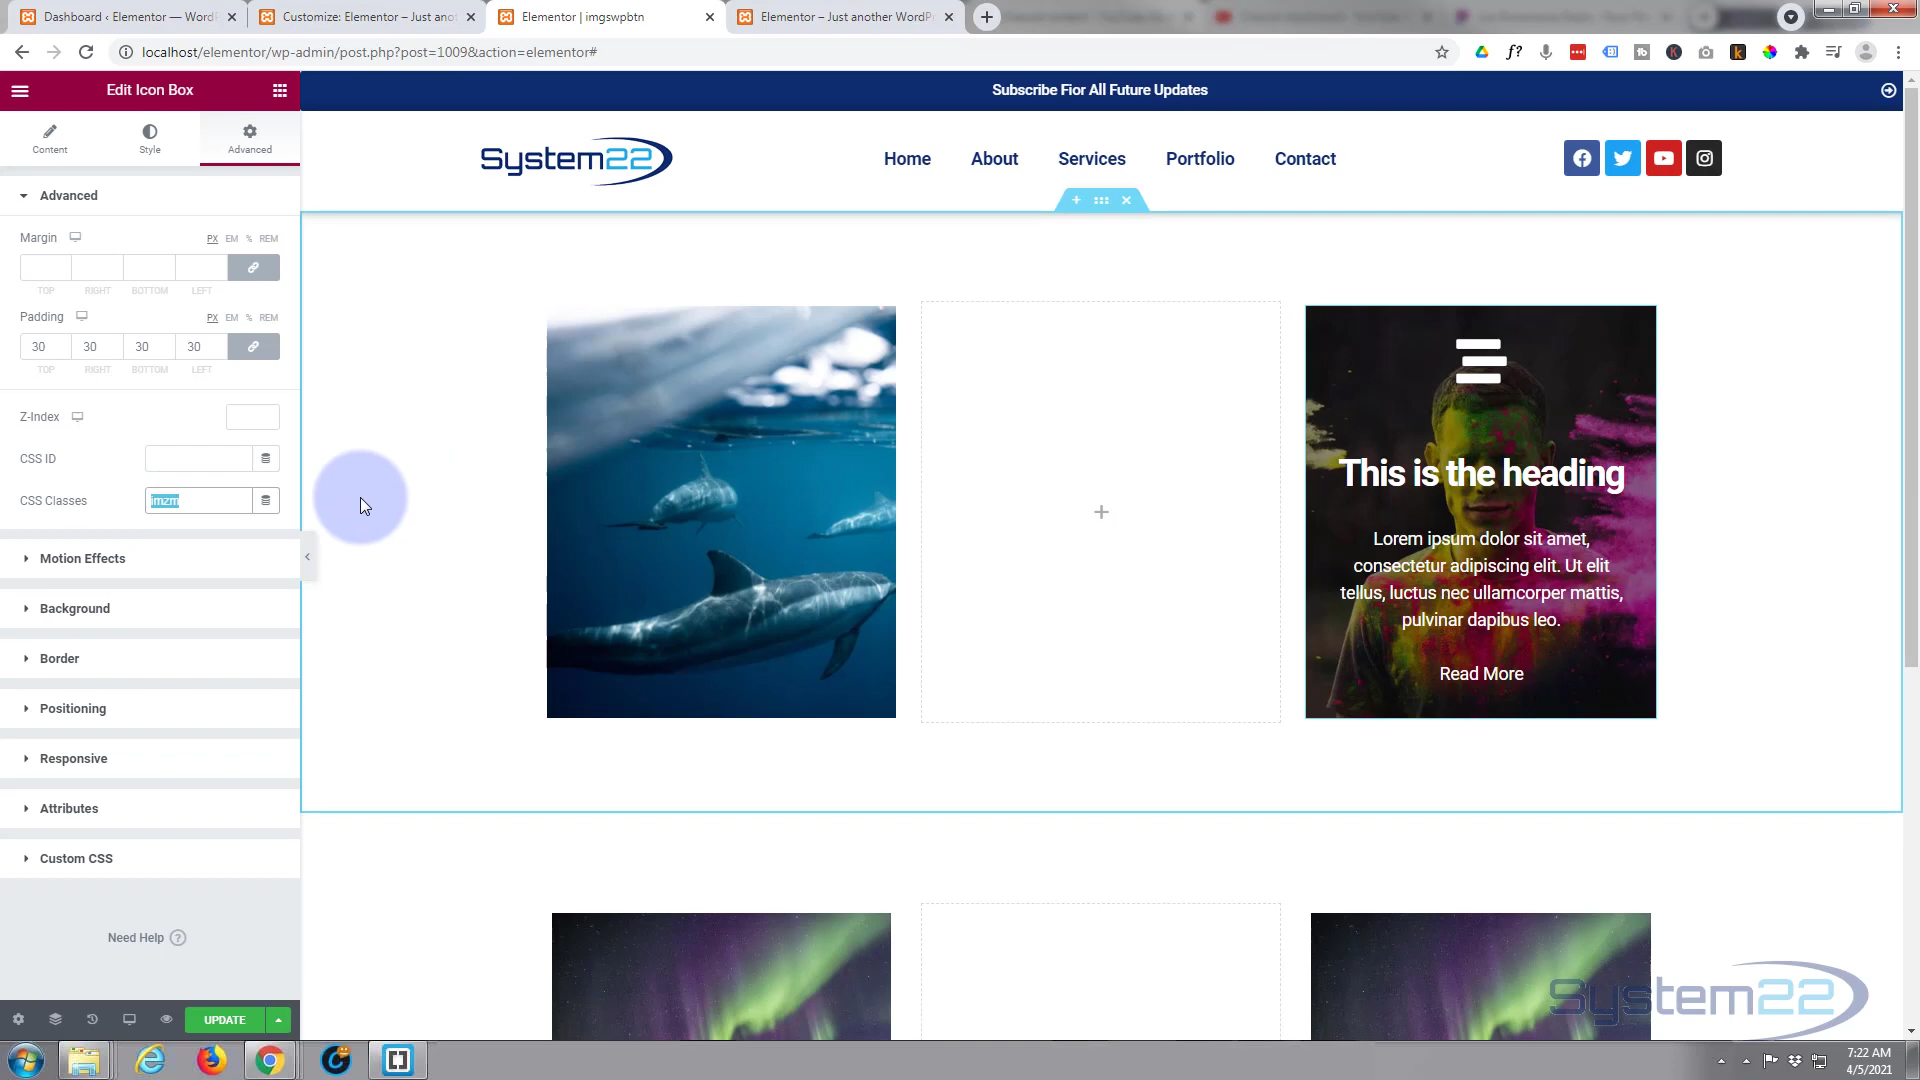 Dashboard ‹ Elementor — WordP
Customize: Elementor – Just anot
Elementor | imgswpbtn
Elementor – Just another WordPr
localhost/elementor/wp-admin/post.php?post=1009&action=elementor#
Edit Icon Box
Content
Style
Advanced
Subscribe Fior All Future Updates
System22
Home
About
Services
Portfolio
Contact
Advanced
Margin
PX EM % REM
TOP RIGHT BOTTOM LEFT
Padding
PX EM % REM
30 30 30 30
TOP RIGHT BOTTOM LEFT
Z-Index
CSS ID
CSS Classes
imzm
Motion Effects
Background
Border
Positioning
Responsive
Attributes
Custom CSS
Need Help ?
UPDATE
This is the heading
Lorem ipsum dolor sit amet,
consectetur adipiscing elit. Ut elit
tellus, luctus nec ullamcorper mattis,
pulvinar dapibus leo.
Read More
System22
7:22 AM
4/5/2021